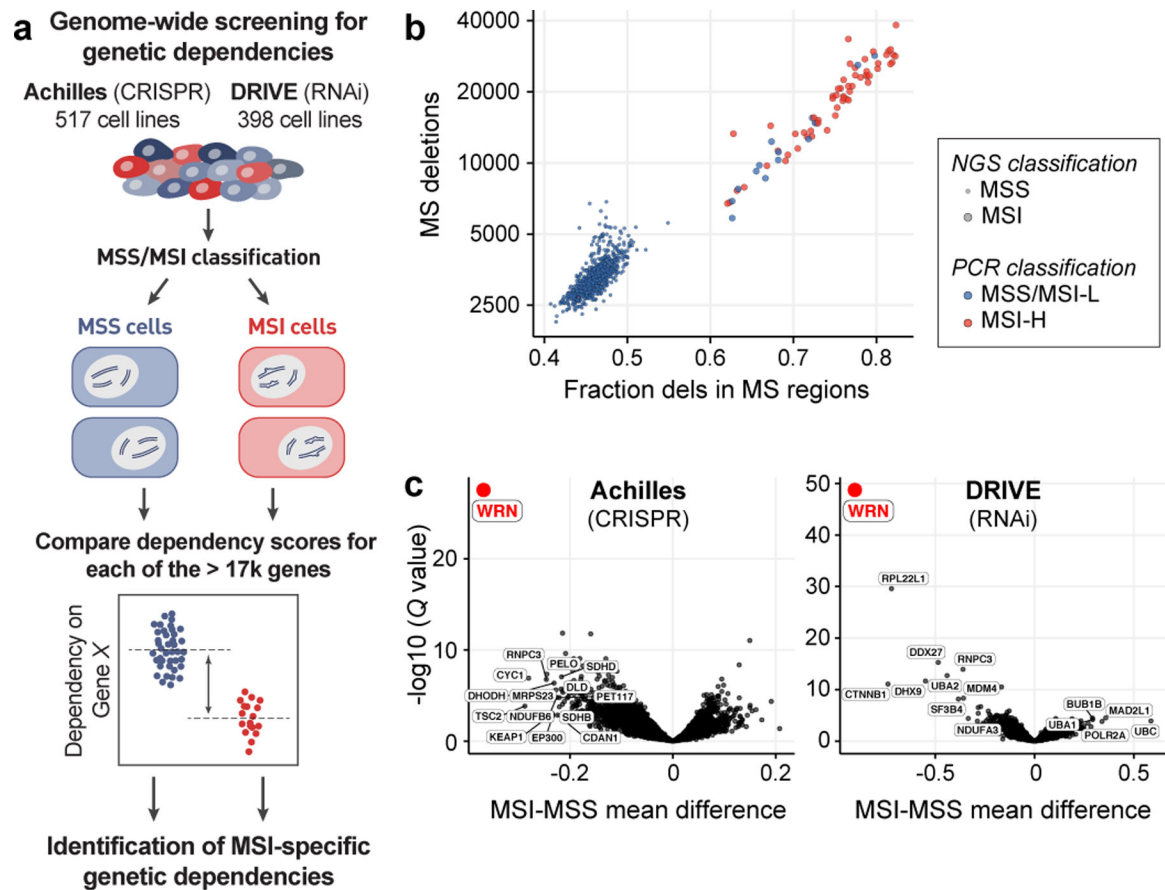 a
Genome-wide screening for
genetic dependencies
Achilles (CRISPR)
517 cell lines
DRIVE (RNAi)
398 cell lines
MSS/MSI classification
MSS cells
MSI cells
Compare dependency scores for
each of the > 17k genes
Dependency on
Gene X
Identification of MSI-specific
genetic dependencies
b
MS deletions
40000
20000
10000
5000
2500
0.4 0.5 0.6 0.7 0.8
Fraction dels in MS regions
NGS classification
MSS
MSI
PCR classification
MSS/MSI-L
MSI-H
c
-log10 (Q value)
Achilles
(CRISPR)
WRN
20
10
0
RNPC3
CYC1
PELO
SDHD
DLD
DHODH
MRPS23
PET117
TSC2
NDUFB6
SDHB
KEAP1
EP300
CDAN1
-0.2 0 0.2
MSI-MSS mean difference
DRIVE
(RNAi)
WRN
50
40
30
20
10
0
RPL22L1
DDX27
RNPC3
CTNNB1
DHX9
UBA2
MDM4
SF3B4
NDUFA3
BUB1B
MAD2L1
UBA1
POLR2A
UBC
-0.5 0 0.5
MSI-MSS mean difference